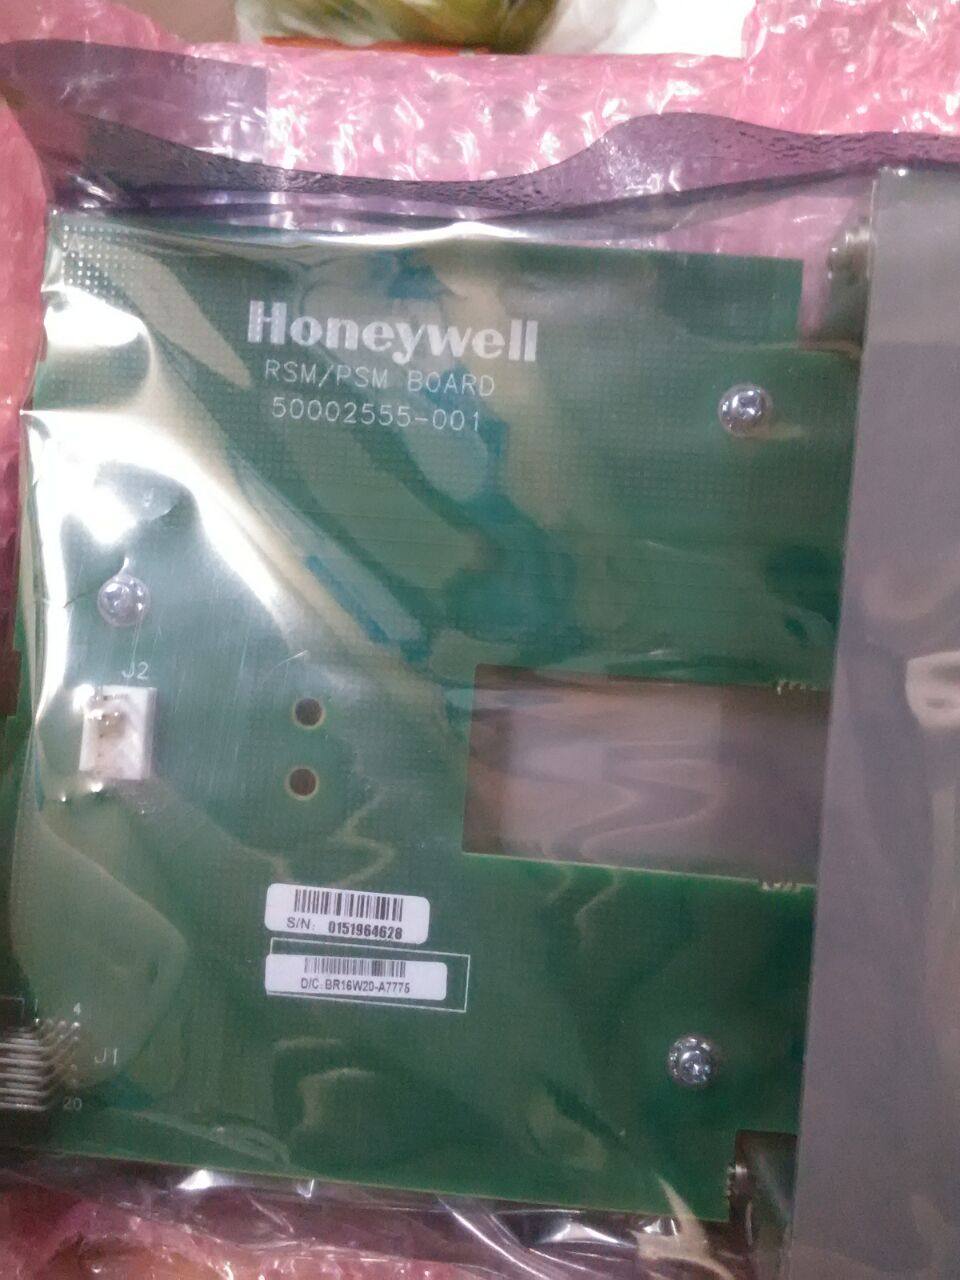 Honeywell
RSM/PSM BOARD
50002555-001
J2
S/N: 0151964628
D/C: BR16W20-A7775
4
J1
20